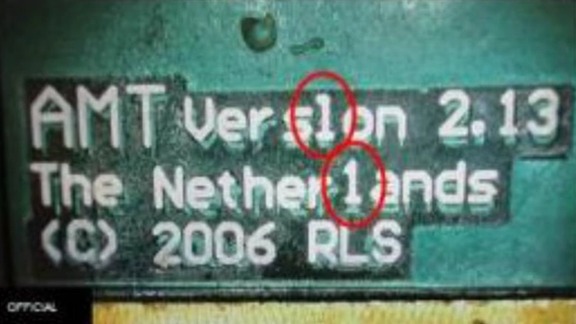 AMT Vers1on 2.13
The Nether1ands
(C) 2006 RLS
OFFICIAL